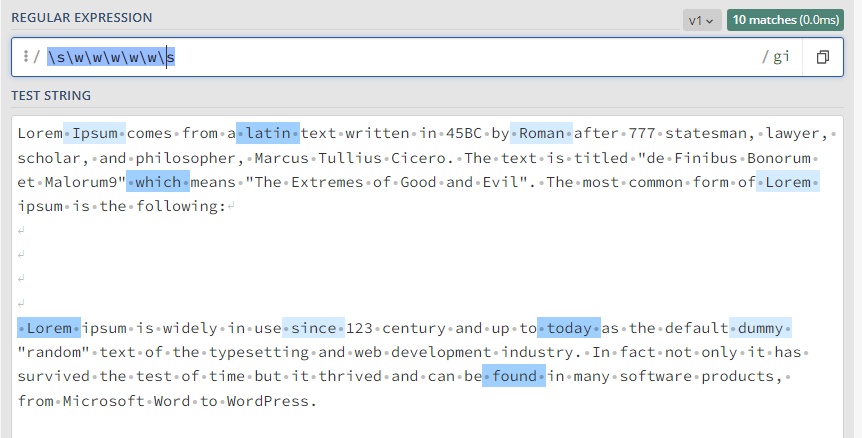 REGULAR EXPRESSION
v1 10 matches (0.0ms)
/ \s\w\w\w\w\w\s / gi
TEST STRING
Lorem·Ipsum·comes·from·a·latin·text·written·in·45BC·by·Roman·after·777·statesman,·lawyer,·
scholar,·and·philosopher,·Marcus·Tullius·Cicero.·The·text·is·titled·"de·Finibus·Bonorum·
et·Malorum9"·which·means·"The·Extremes·of·Good·and·Evil".·The·most·common·form·of·Lorem·
ipsum·is·the·following:↵
↵
↵
↵
↵
·Lorem·ipsum·is·widely·in·use·since·123·century·and·up·to·today·as·the·default·dummy·
"random"·text·of·the·typesetting·and·web·development·industry.·In·fact·not·only·it·has·
survived·the·test·of·time·but·it·thrived·and·can·be·found·in·many·software·products,·
from·Microsoft·Word·to·WordPress.